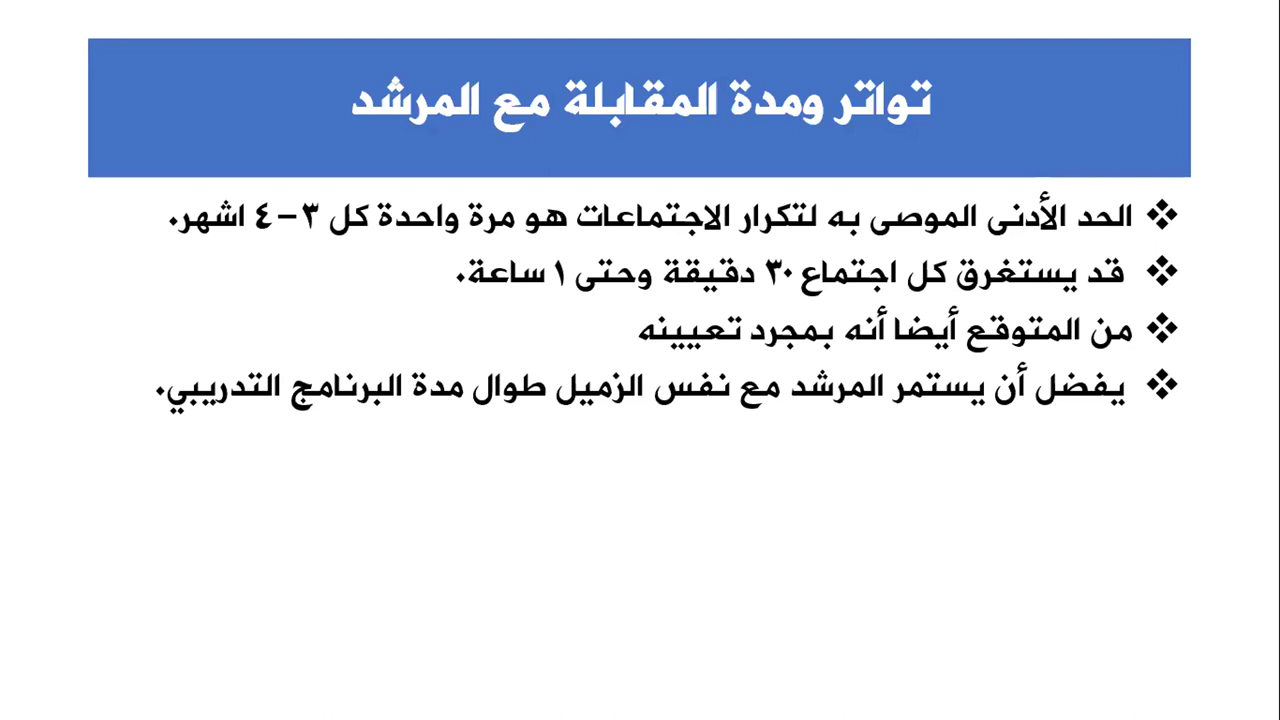 تواتر ومدة المقابلة مع المرشد
❖ الحد الأدنى الموصى به لتكرار الاجتماعات هو مرة واحدة كل ٣-٤ اشهر.
❖ قد يستغرق كل اجتماع ٣٠ دقيقة وحتى ١ ساعة.
❖ من المتوقع أيضا أنه بمجرد تعيينه
❖ يفضل أن يستمر المرشد مع نفس الزميل طوال مدة البرنامج التدريبي.